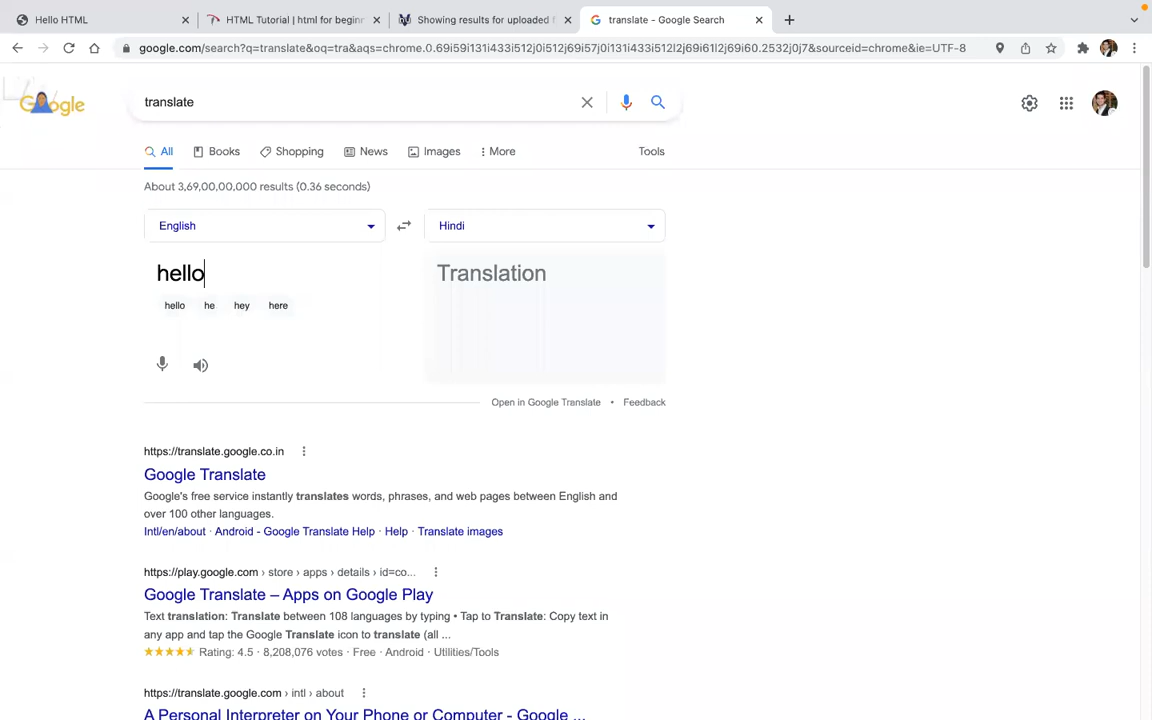 Hello HTML
HTML Tutorial | html for beginn
Showing results for uploaded f
translate - Google Search
google.com/search?q=translate&oq=tra&aqs=chrome.0.69i59i131i433i512j0i512j69i57j0i131i433i512l2j69i61l2j69i60.2532j0j7&sourceid=chrome&ie=UTF-8
Google
translate
All Books Shopping News Images More Tools
About 3,69,00,00,000 results (0.36 seconds)
English Hindi
hello Translation
hello he hey here
Open in Google Translate • Feedback
https://translate.google.co.in
Google Translate
Google's free service instantly translates words, phrases, and web pages between English and
over 100 other languages.
Intl/en/about · Android - Google Translate Help · Help · Translate images
https://play.google.com › store › apps › details › id=co...
Google Translate – Apps on Google Play
Text translation: Translate between 108 languages by typing • Tap to Translate: Copy text in
any app and tap the Google Translate icon to translate (all ...
Rating: 4.5 · 8,208,076 votes · Free · Android · Utilities/Tools
https://translate.google.com › intl › about
A Personal Interpreter on Your Phone or Computer - Google ...